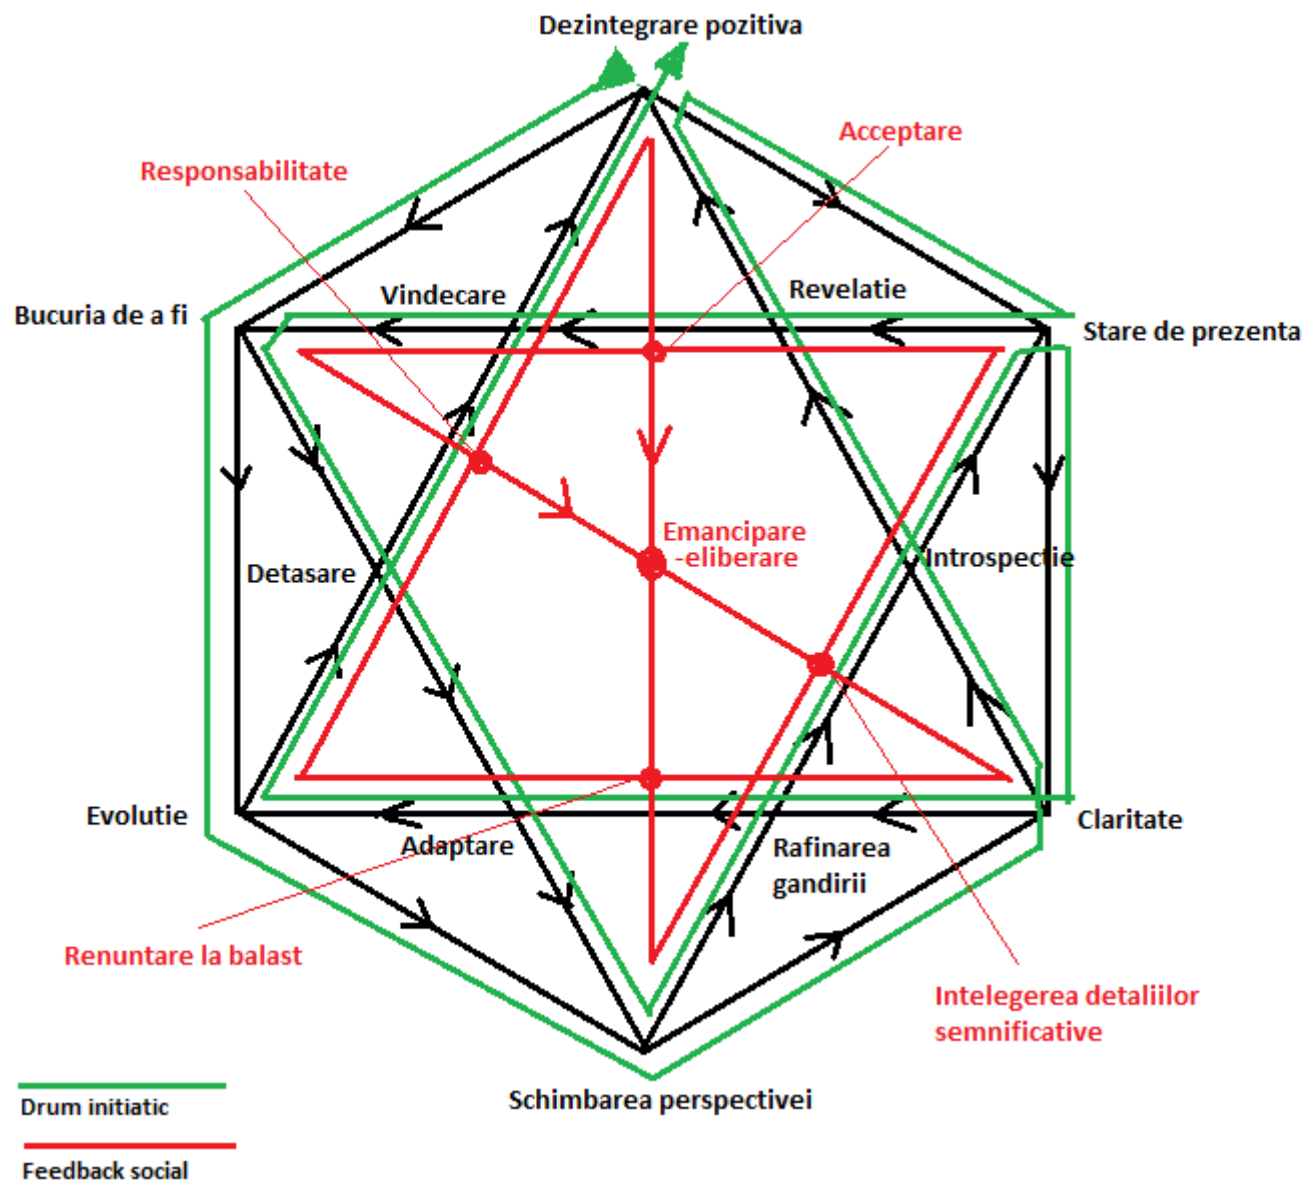 Dezintegrare pozitiva
Acceptare
Responsabilitate
Vindecare
Revelatie
Bucuria de a fi
Stare de prezenta
Emancipare
-eliberare
Detasare
Introspectie
Evolutie
Claritate
Adaptare
Rafinarea
gandirii
Renuntare la balast
Intelegerea detaliilor
semnificative
Schimbarea perspectivei
Drum initiatic
Feedback social